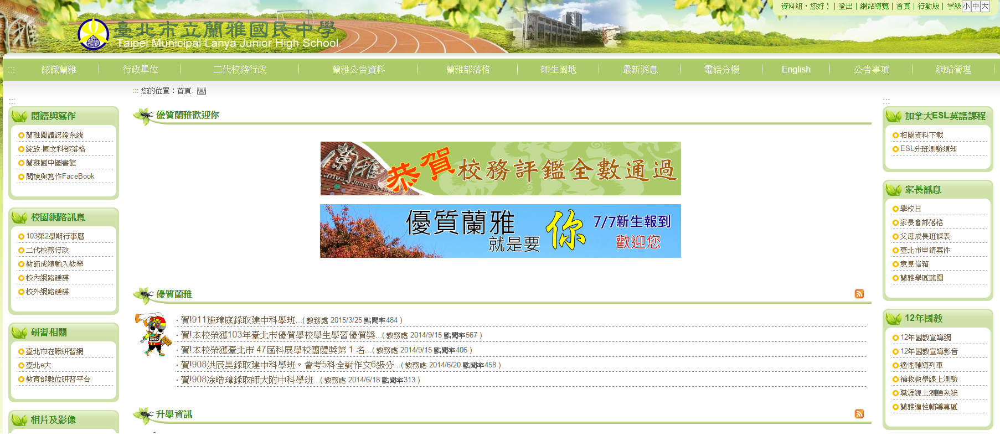 資料組，您好！ | 登出 | 網站導覽 | 首頁 | 行動版 | 字級 小 中 大
臺北市立蘭雅國民中學
Taipei Municipal Lanya Junior High School.
::: 認識蘭雅 行政單位 二代校務行政 蘭雅公告資料 蘭雅部落格 師生園地 最新消息 電話分機 English 公告事項 網站管理
::: 您的位置：首頁.
:::
閱讀與寫作
蘭雅閱讀認證系統
綻放-國文科部落格
蘭雅國中圖書館
閱讀與寫作FaceBook
校園網路訊息
103第2學期行事曆
二代校務行政
教師成績輸入教學
校內網路硬碟
校外網路硬碟
研習相關
臺北市在職研習網
臺北e大
教育部數位研習平台
相片及影像
優質蘭雅歡迎你
蘭雅
Lanya Junior High School
恭賀校務評鑑全數通過
優質蘭雅
就是要
你
7/7新生報到
歡迎您
優質蘭雅
· 賀!911施瑋庭錄取建中科學班...( 教務處 2015/3/25 點閱率484 )
· 賀!本校榮獲103年臺北市優質學校學生學習優質獎...( 教務處 2014/9/15 點閱率567 )
· 賀!本校榮獲臺北市 47屆科展學校團體獎第 1 名...( 教務處 2014/9/15 點閱率406 )
· 賀!908洪辰昊錄取建中科學班。會考5科全對作文6級分...( 教務處 2014/6/20 點閱率458 )
· 賀!908凃皓瑋錄取師大附中科學班...( 教務處 2014/6/18 點閱率313 )
升學資訊
:::
加拿大ESL英語課程
相關資料下載
ESL分班測驗須知
家長訊息
學校日
家長會部落格
父母成長班課表
臺北市申請案件
意見信箱
蘭雅學區範圍
12年國教
12年國教宣導網
12年國教宣導影音
適性輔導列車
補救教學線上測驗
職涯線上測驗系統
蘭雅適性輔導專區